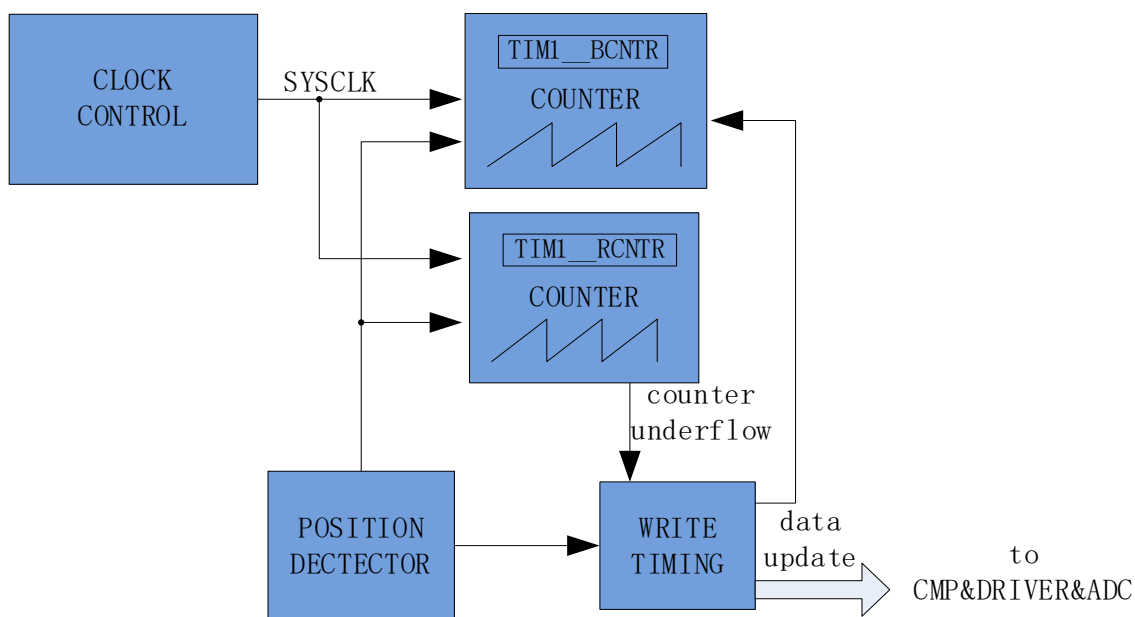 CLOCK
CONTROL
SYSCLK
TIM1__BCNTR
COUNTER
TIM1__RCNTR
COUNTER
counter
underflow
POSITION
DECTECTOR
WRITE
TIMING
data
update
to
CMP&DRIVER&ADC